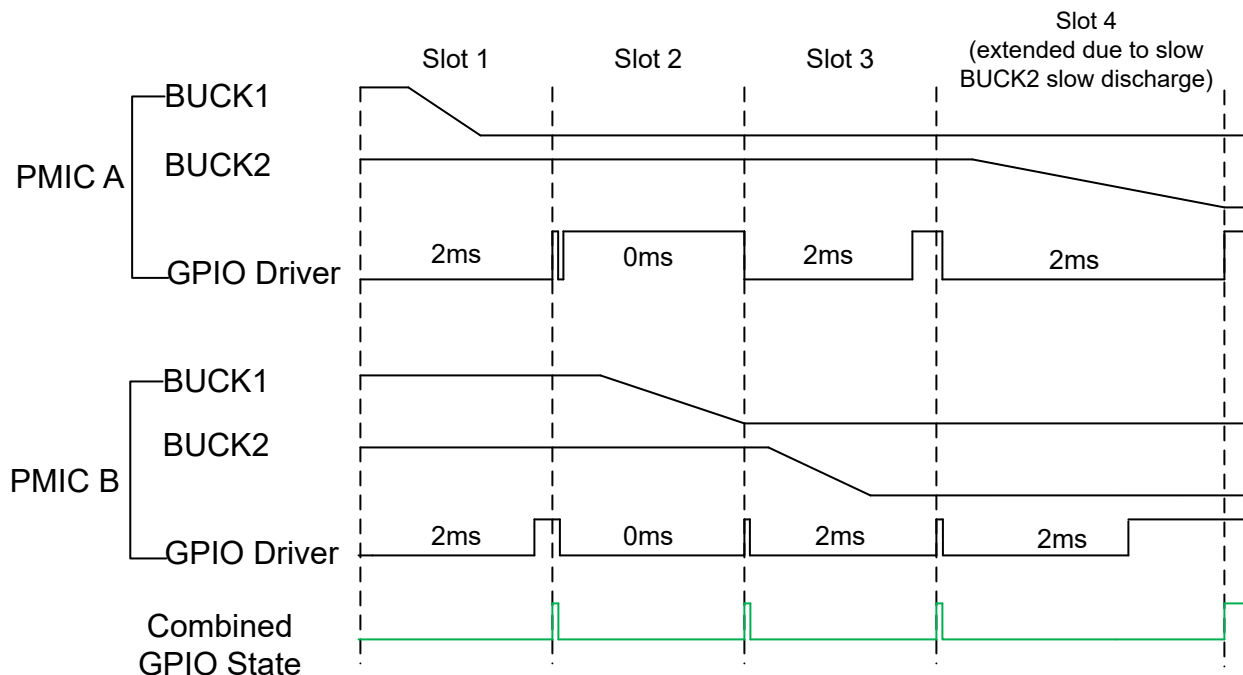 Slot 1
Slot 2
Slot 3
Slot 4
(extended due to slow
BUCK2 slow discharge)
PMIC A
BUCK1
BUCK2
GPIO Driver
2ms
0ms
2ms
2ms
PMIC B
BUCK1
BUCK2
GPIO Driver
2ms
0ms
2ms
2ms
Combined
GPIO State